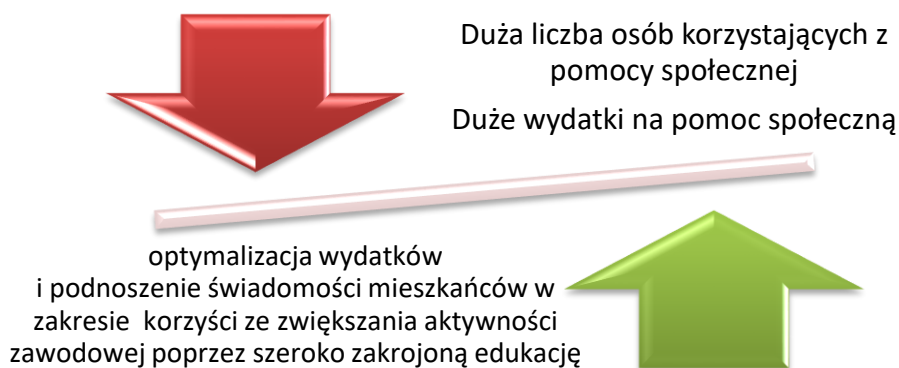 Duża liczba osób korzystających z
pomocy społecznej
Duże wydatki na pomoc społeczną
optymalizacja wydatków
i podnoszenie świadomości mieszkańców w
zakresie korzyści ze zwiększania aktywności
zawodowej poprzez szeroko zakrojoną edukację